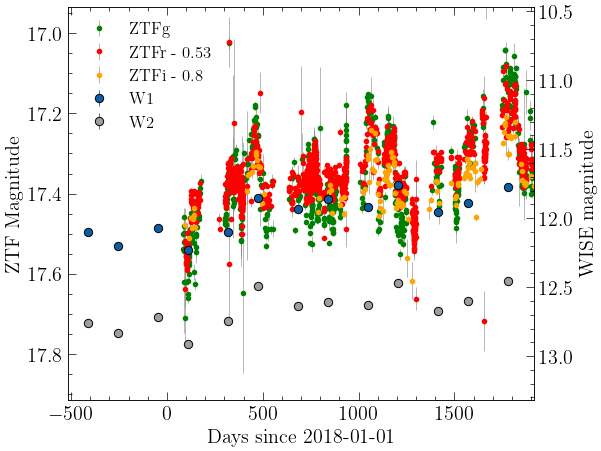 ZTFg
ZTFr - 0.53
ZTFi - 0.8
W1
W2
ZTF Magnitude
17.0
17.2
17.4
17.6
17.8
WISE magnitude
10.5
11.0
11.5
12.0
12.5
13.0
−500
0
500
1000
1500
Days since 2018-01-01